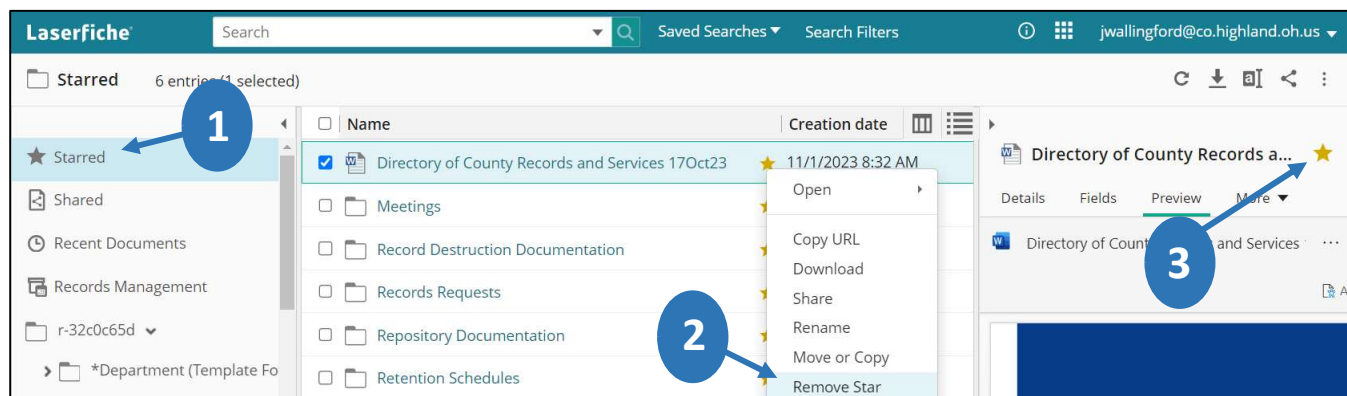 Laserfiche
Search
Saved Searches
Search Filters
jwallingford@co.highland.oh.us
Starred
6 entries (1 selected)
1
Name
Creation date
Starred
Shared
Recent Documents
Records Management
r-32c0c65d
*Department (Template Fo
Directory of County Records and Services 17Oct23
11/1/2023 8:32 AM
Meetings
Record Destruction Documentation
Records Requests
Repository Documentation
Retention Schedules
Open
Copy URL
Download
Share
Rename
Move or Copy
Remove Star
2
Directory of County Records a...
Details
Fields
Preview
More
Directory of Count and Services
3
A